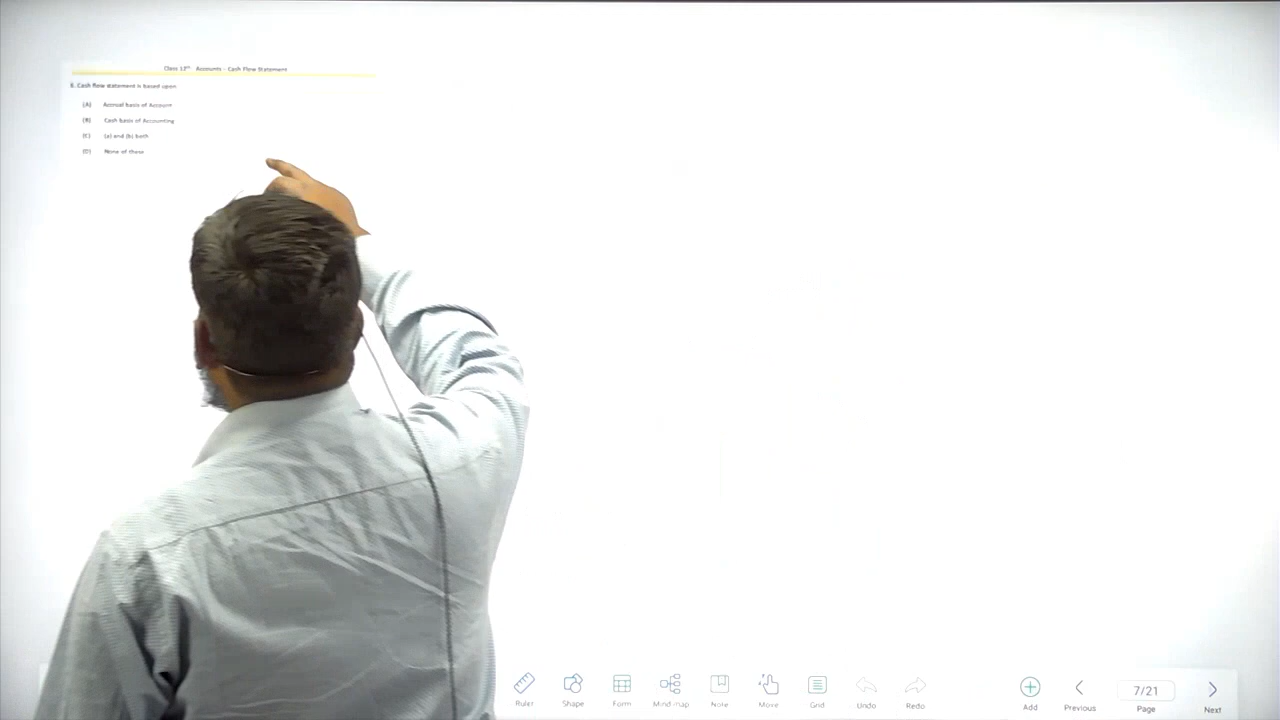 Class 12th Accounts - Cash Flow Statement
6. Cash flow statement is based upon
(A) Accrual basis of Account
(B) Cash basis of Accounting
(C) (a) and (b) both
(D) None of these
Ruler Shape Form Mind map Note Move Grid Undo Redo Add Previous 7/21 Page Next